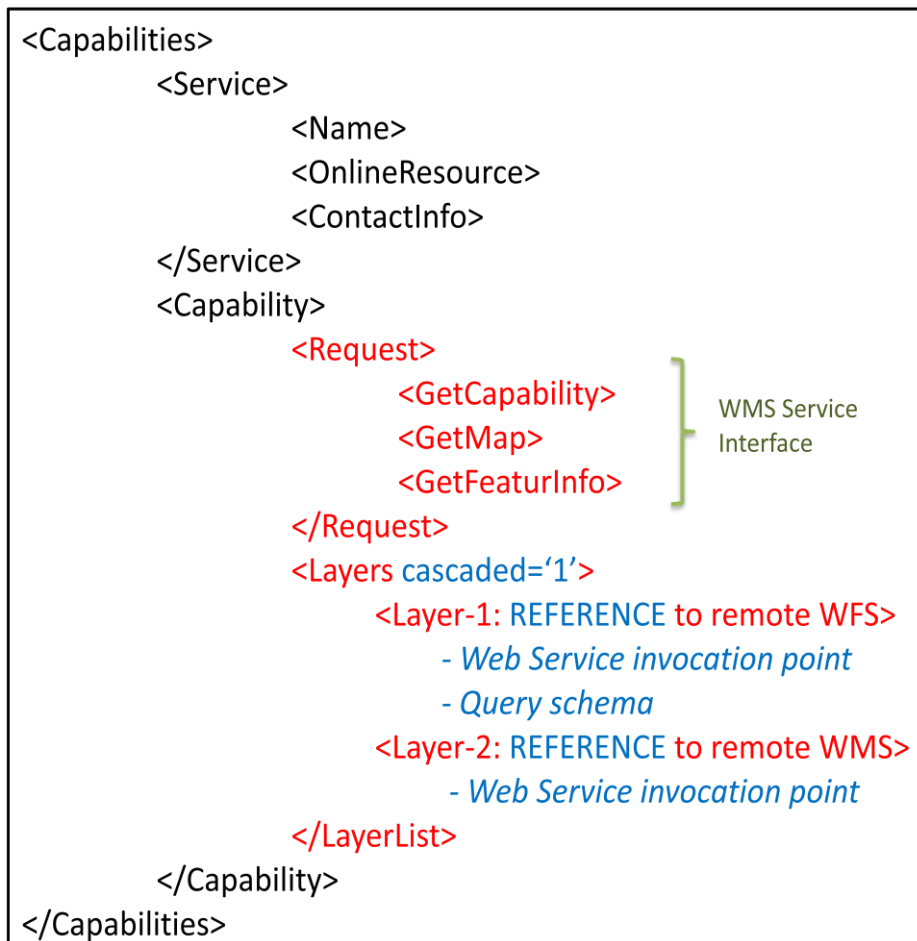 <Capabilities>
<Service>
<Name>
<OnlineResource>
<ContactInfo>
</Service>
<Capability>
<Request>
<GetCapability>
<GetMap>
<GetFeaturInfo>
WMS Service
Interface
</Request>
<Layers cascaded=‘1’>
<Layer-1: REFERENCE to remote WFS>
- Web Service invocation point
- Query schema
<Layer-2: REFERENCE to remote WMS>
- Web Service invocation point
</LayerList>
</Capability>
</Capabilities>